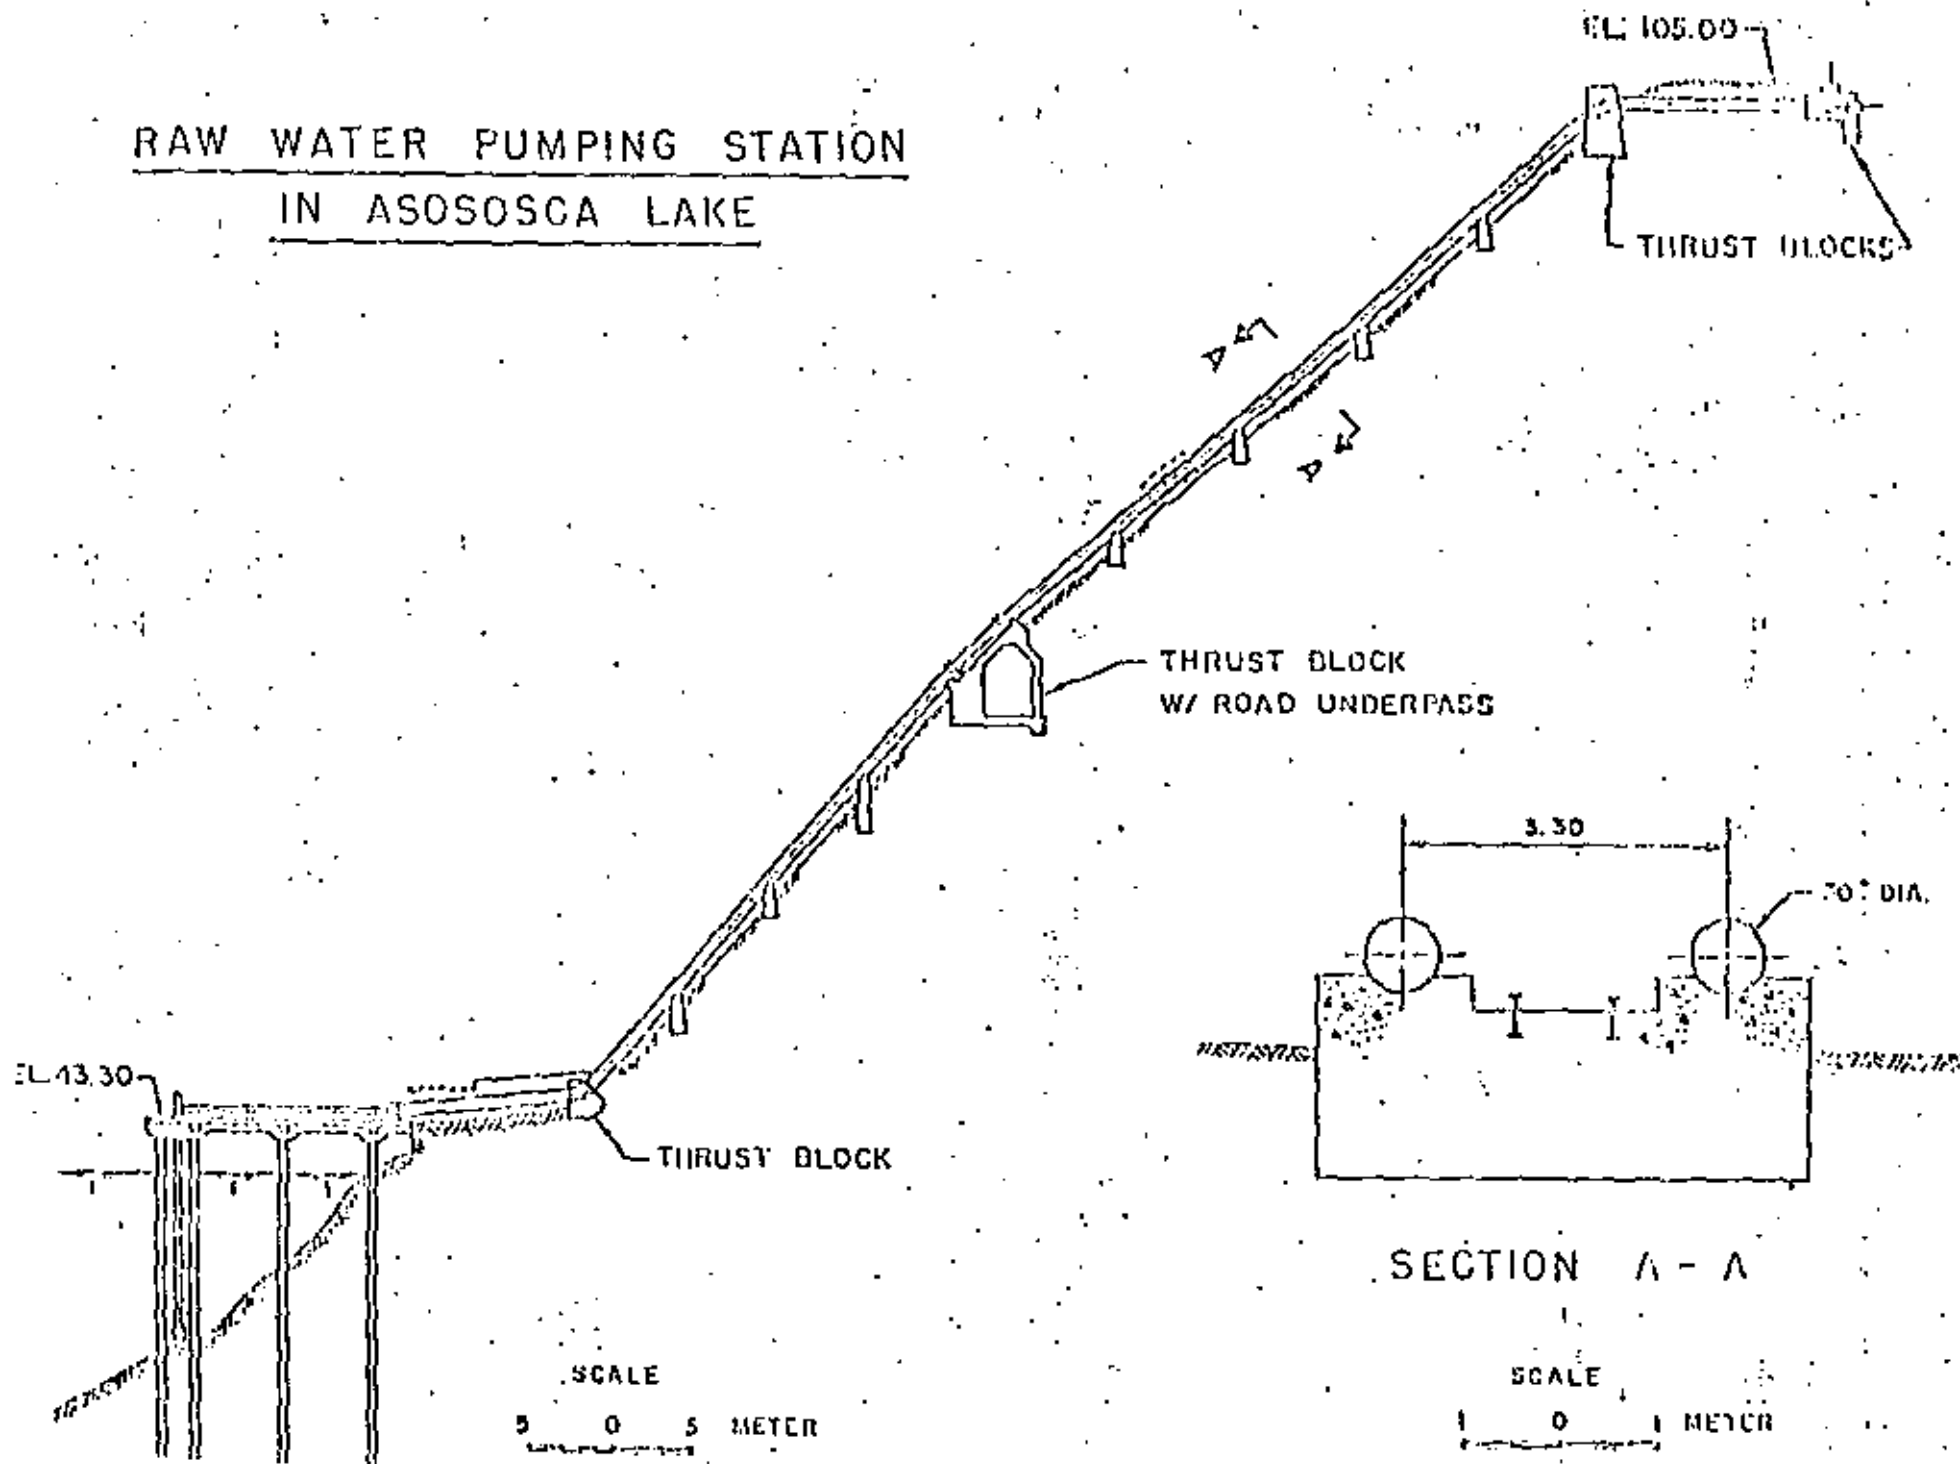 EL. 105.00
RAW WATER PUMPING STATION
IN ASOSOSCA LAKE
THRUST BLOCKS
A
A
THRUST BLOCK
W/ ROAD UNDERPASS
3.30
DIA.
EL. 43.30
THRUST BLOCK
SECTION A - A
SCALE
5 0 5 METER
SCALE
1 0 1 METER